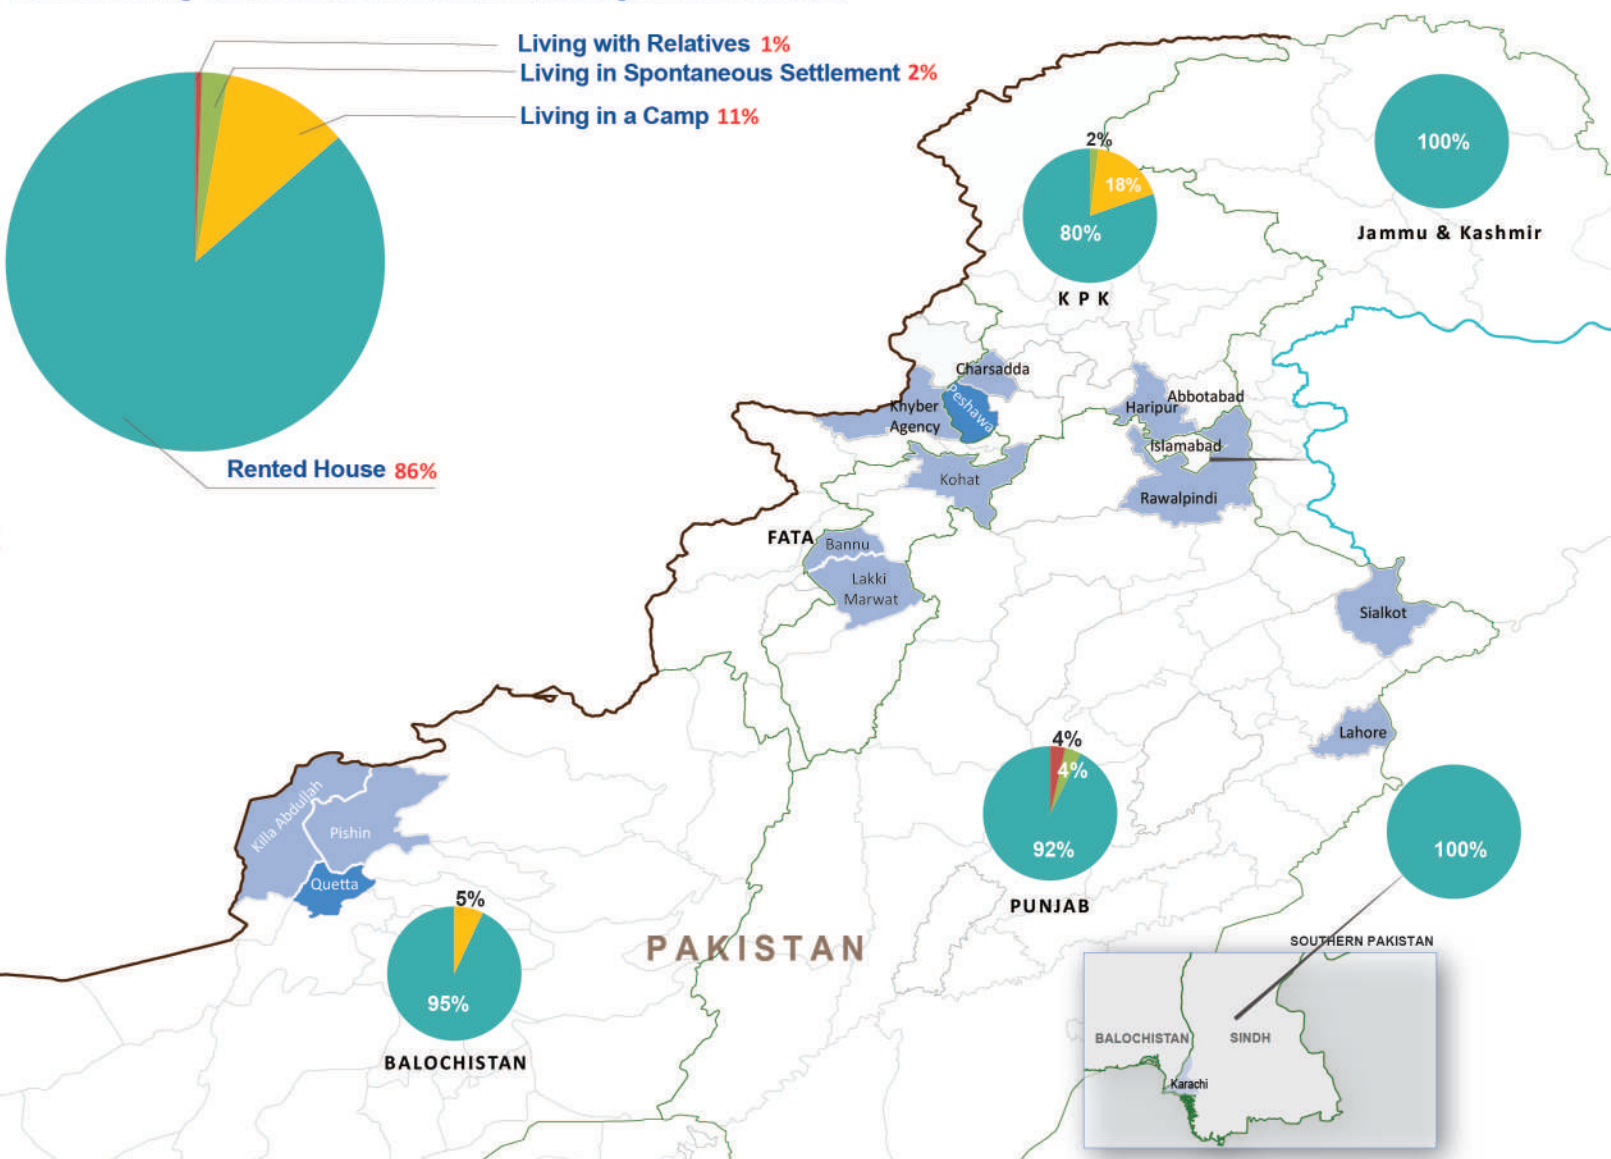 Living with Relatives 1%
Living in Spontaneous Settlement 2%
Living in a Camp 11%
Rented House 86%
100%
Jammu & Kashmir
2%
18%
80%
K P K
Charsadda
Peshawa
Khyber
Agency
Abbotabad
Haripur
Islamabad
Kohat
Rawalpindi
FATA
Bannu
Lakki
Marwat
Sialkot
Lahore
4%
4%
92%
PUNJAB
100%
Killa Abdullah
Pishin
Quetta
5%
95%
BALOCHISTAN
PAKISTAN
SOUTHERN PAKISTAN
BALOCHISTAN
SINDH
Karachi